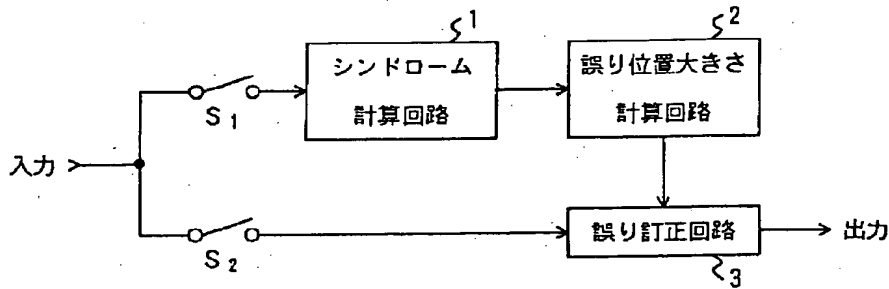 1
シンドローム
計算回路
2
誤り位置大きさ
計算回路
S1
入力
S2
誤り訂正回路
出力
3